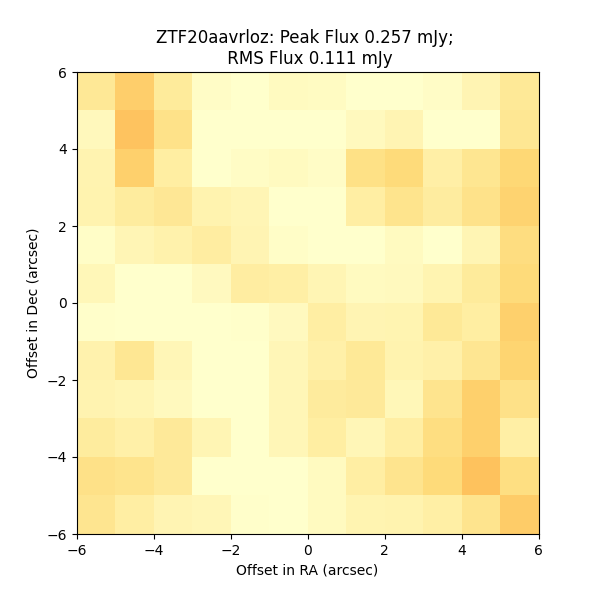 ZTF20aavrloz: Peak Flux 0.257 mJy;
RMS Flux 0.111 mJy
6
4
2
0
−2
−4
−6
Offset in Dec (arcsec)
−6 −4 −2 0 2 4 6
Offset in RA (arcsec)